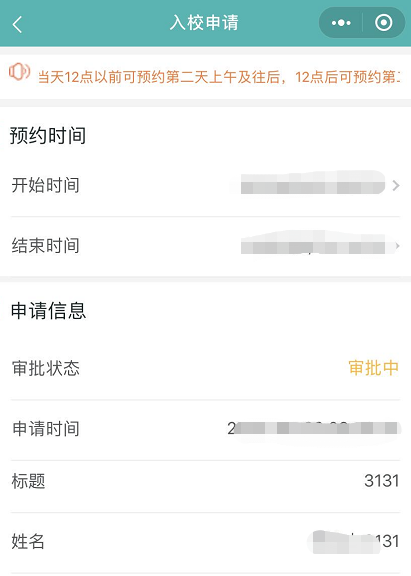 入校申请
当天12点以前可预约第二天上午及往后，12点后可预约第二
预约时间
开始时间
结束时间
申请信息
审批状态
审批中
申请时间
2
标题
3131
姓名
3131